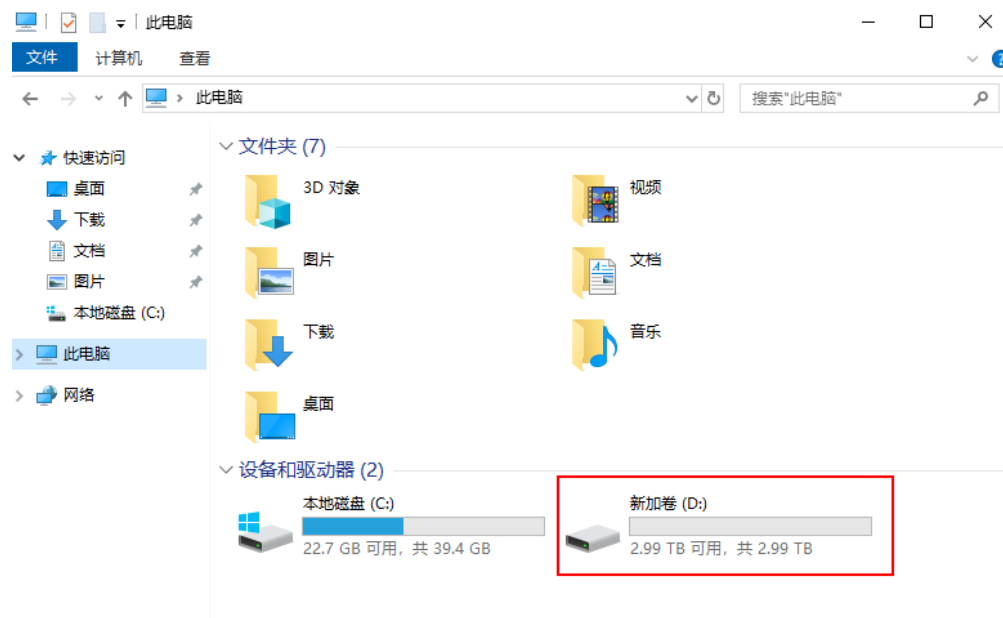 此电脑
文件 计算机 查看
此电脑 搜索"此电脑"
快速访问
桌面
下载
文档
图片
本地磁盘 (C:)
此电脑
网络
文件夹 (7)
3D 对象 视频
图片 文档
下载 音乐
桌面
设备和驱动器 (2)
本地磁盘 (C:) 新加卷 (D:)
22.7 GB 可用，共 39.4 GB 2.99 TB 可用，共 2.99 TB